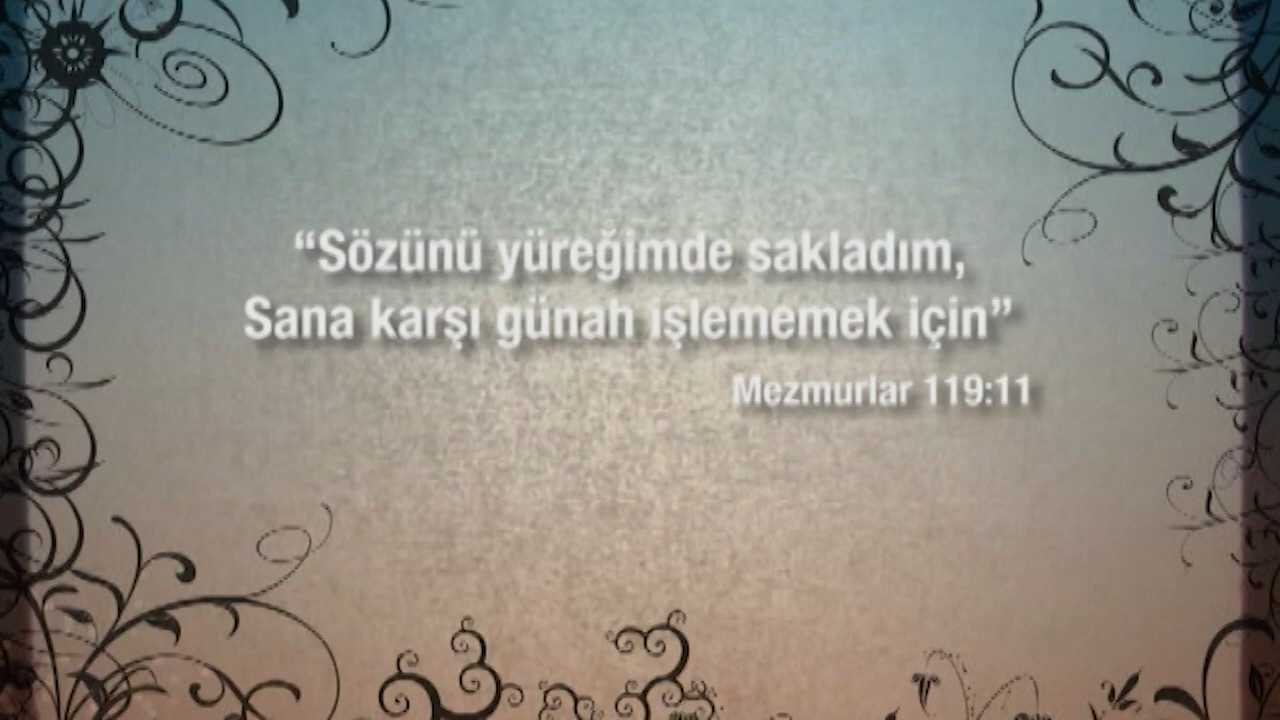 “Sözünü yüreğimde sakladım,
Sana karşı günah işlememek için”
Mezmurlar 119:11